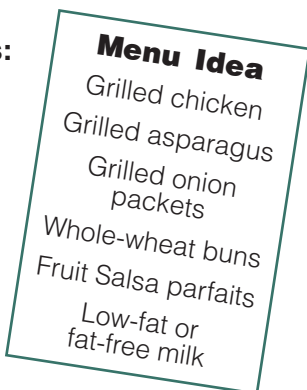 s:
Menu Idea
Grilled chicken
Grilled asparagus
Grilled onion
packets
Whole-wheat buns
Fruit Salsa parfaits
Low-fat or
fat-free milk